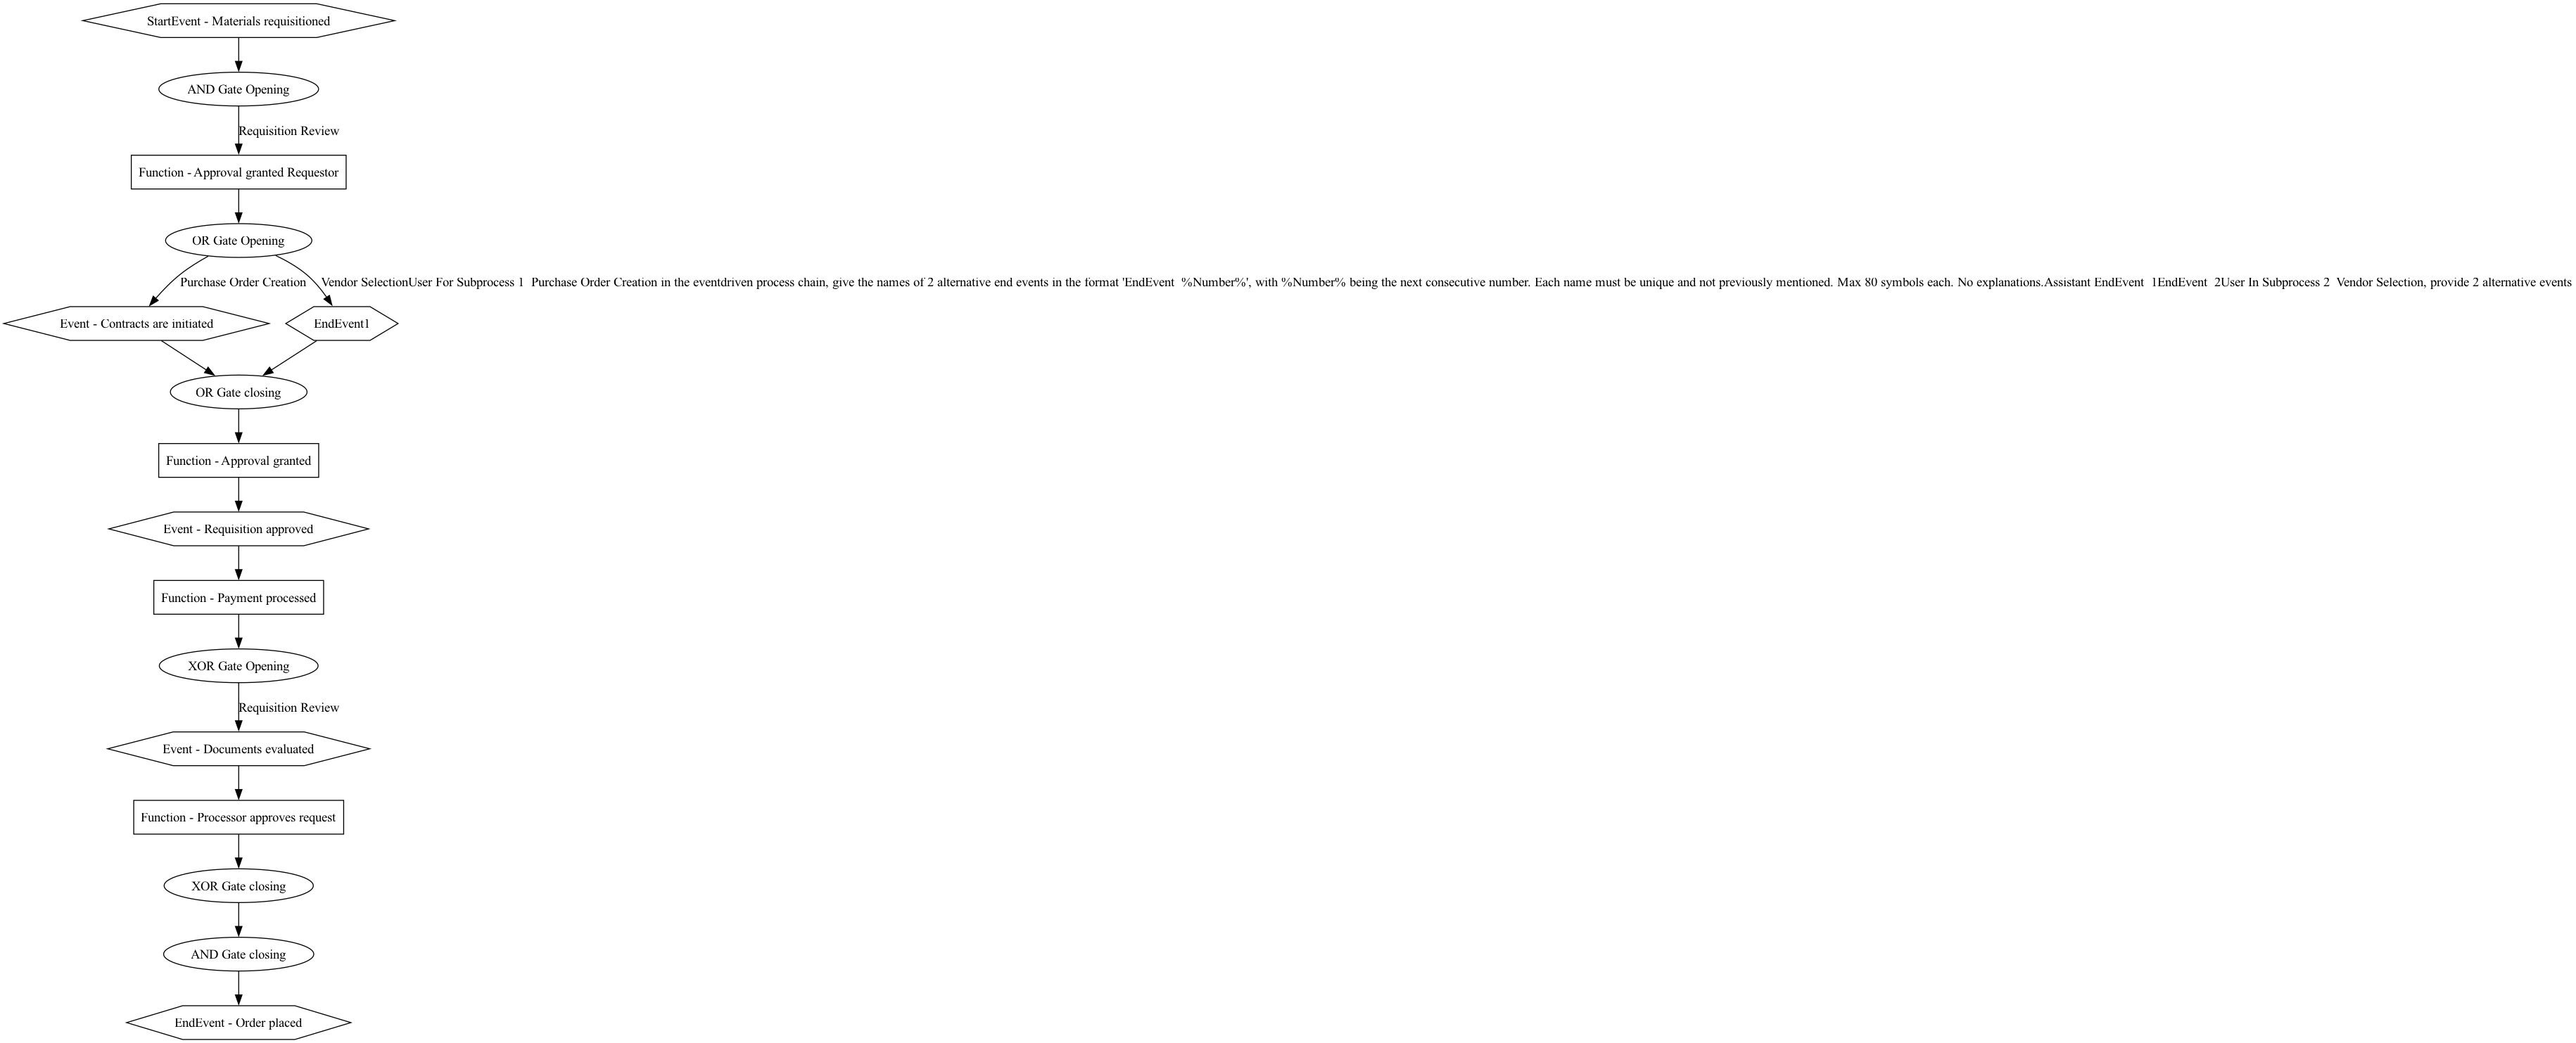 StartEvent - Materials requisitioned
AND Gate Opening
Requisition Review
Function - Approval granted Requestor
OR Gate Opening
Purchase Order Creation
Vendor SelectionUser For Subprocess 1  Purchase Order Creation in the eventdriven process chain, give the names of 2 alternative end events in the format 'EndEvent  %Number%', with %Number% being the next consecutive number. Each name must be unique and not previously mentioned. Max 80 symbols each. No explanations.Assistant EndEvent  1EndEvent  2User In Subprocess 2  Vendor Selection, provide 2 alternative events
Event - Contracts are initiated
EndEvent1
OR Gate closing
Function - Approval granted
Event - Requisition approved
Function - Payment processed
XOR Gate Opening
Requisition Review
Event - Documents evaluated
Function - Processor approves request
XOR Gate closing
AND Gate closing
EndEvent - Order placed